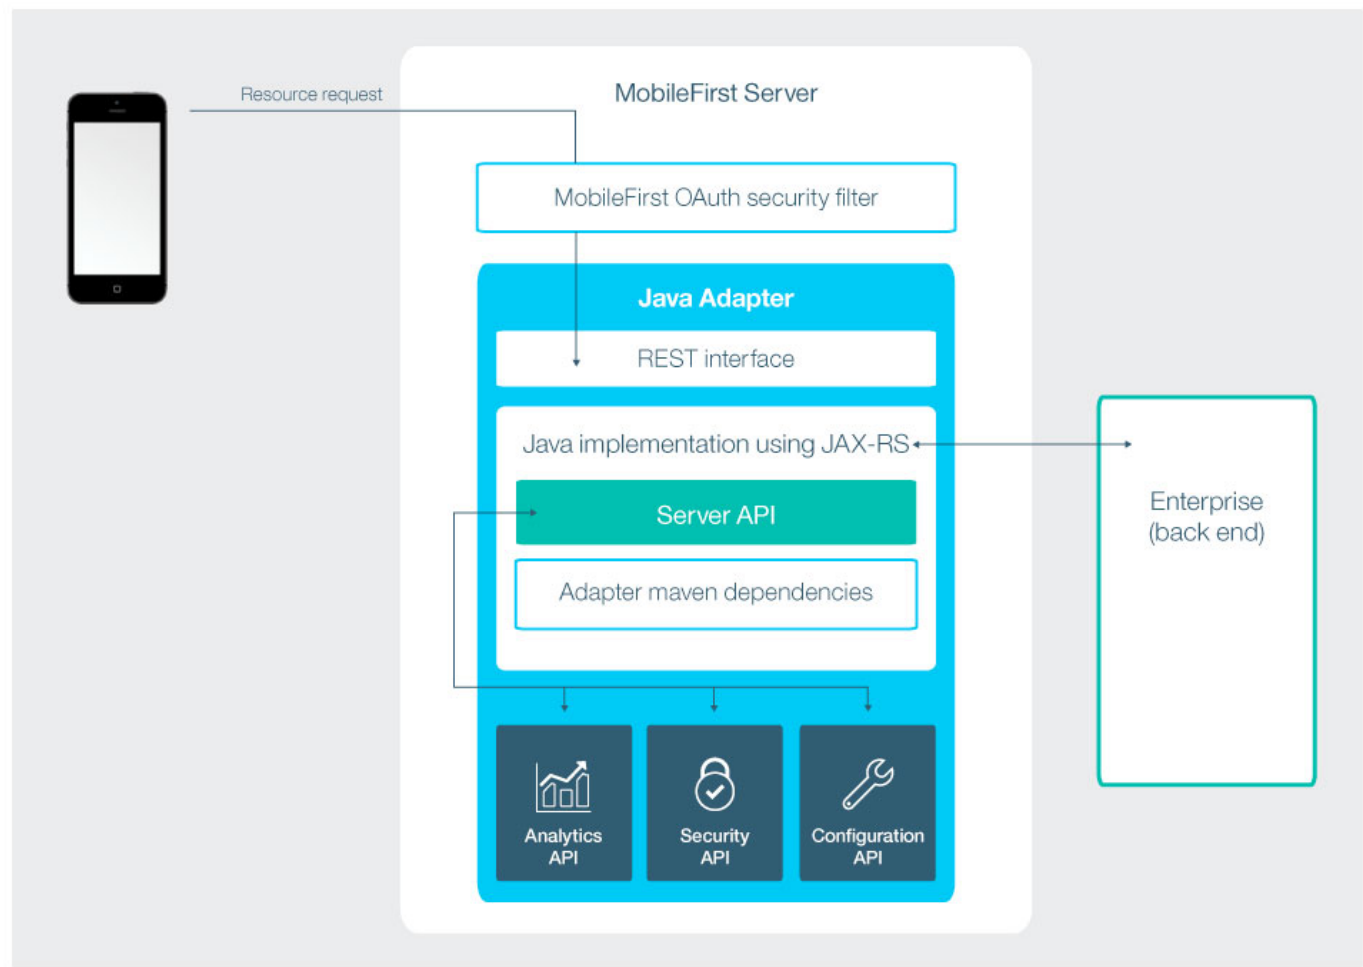 Resource request
MobileFirst Server
MobileFirst OAuth security filter
Java Adapter
REST interface
Java implementation using JAX-RS
Server API
Adapter maven dependencies
Enterprise
(back end)
Analytics
API
Security
API
Configuration
API